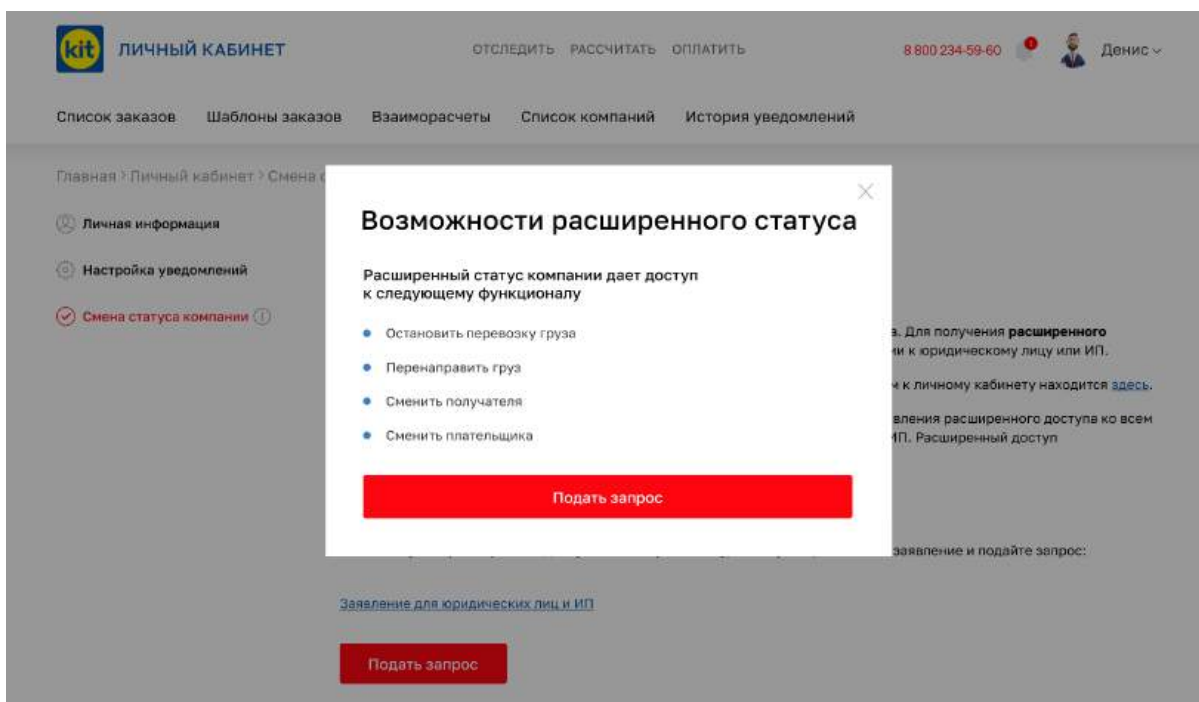 kit ЛИЧНЫЙ КАБИНЕТ ОТСЛЕДИТЬ РАССЧИТАТЬ ОПЛАТИТЬ 8 800 234-59-60 Денис
Список заказов Шаблоны заказов Взаиморасчеты Список компаний История уведомлений
Главная > Личный кабинет > Смена
Возможности расширенного статуса
Личная информация
Расширенный статус компании дает доступ
к следующему функционалу
Настройка уведомлений
Смена статуса компании
Остановить перевозку груза
Перенаправить груз
Сменить получателя
Сменить плательщика
Подать запрос
Для получения расширенного
к юридическому лицу или ИП.
к личному кабинету находится здесь.
расширенного доступа ко всем
ИП. Расширенный доступ
заявление и подайте запрос:
Заявление для юридических лиц и ИП
Подать запрос